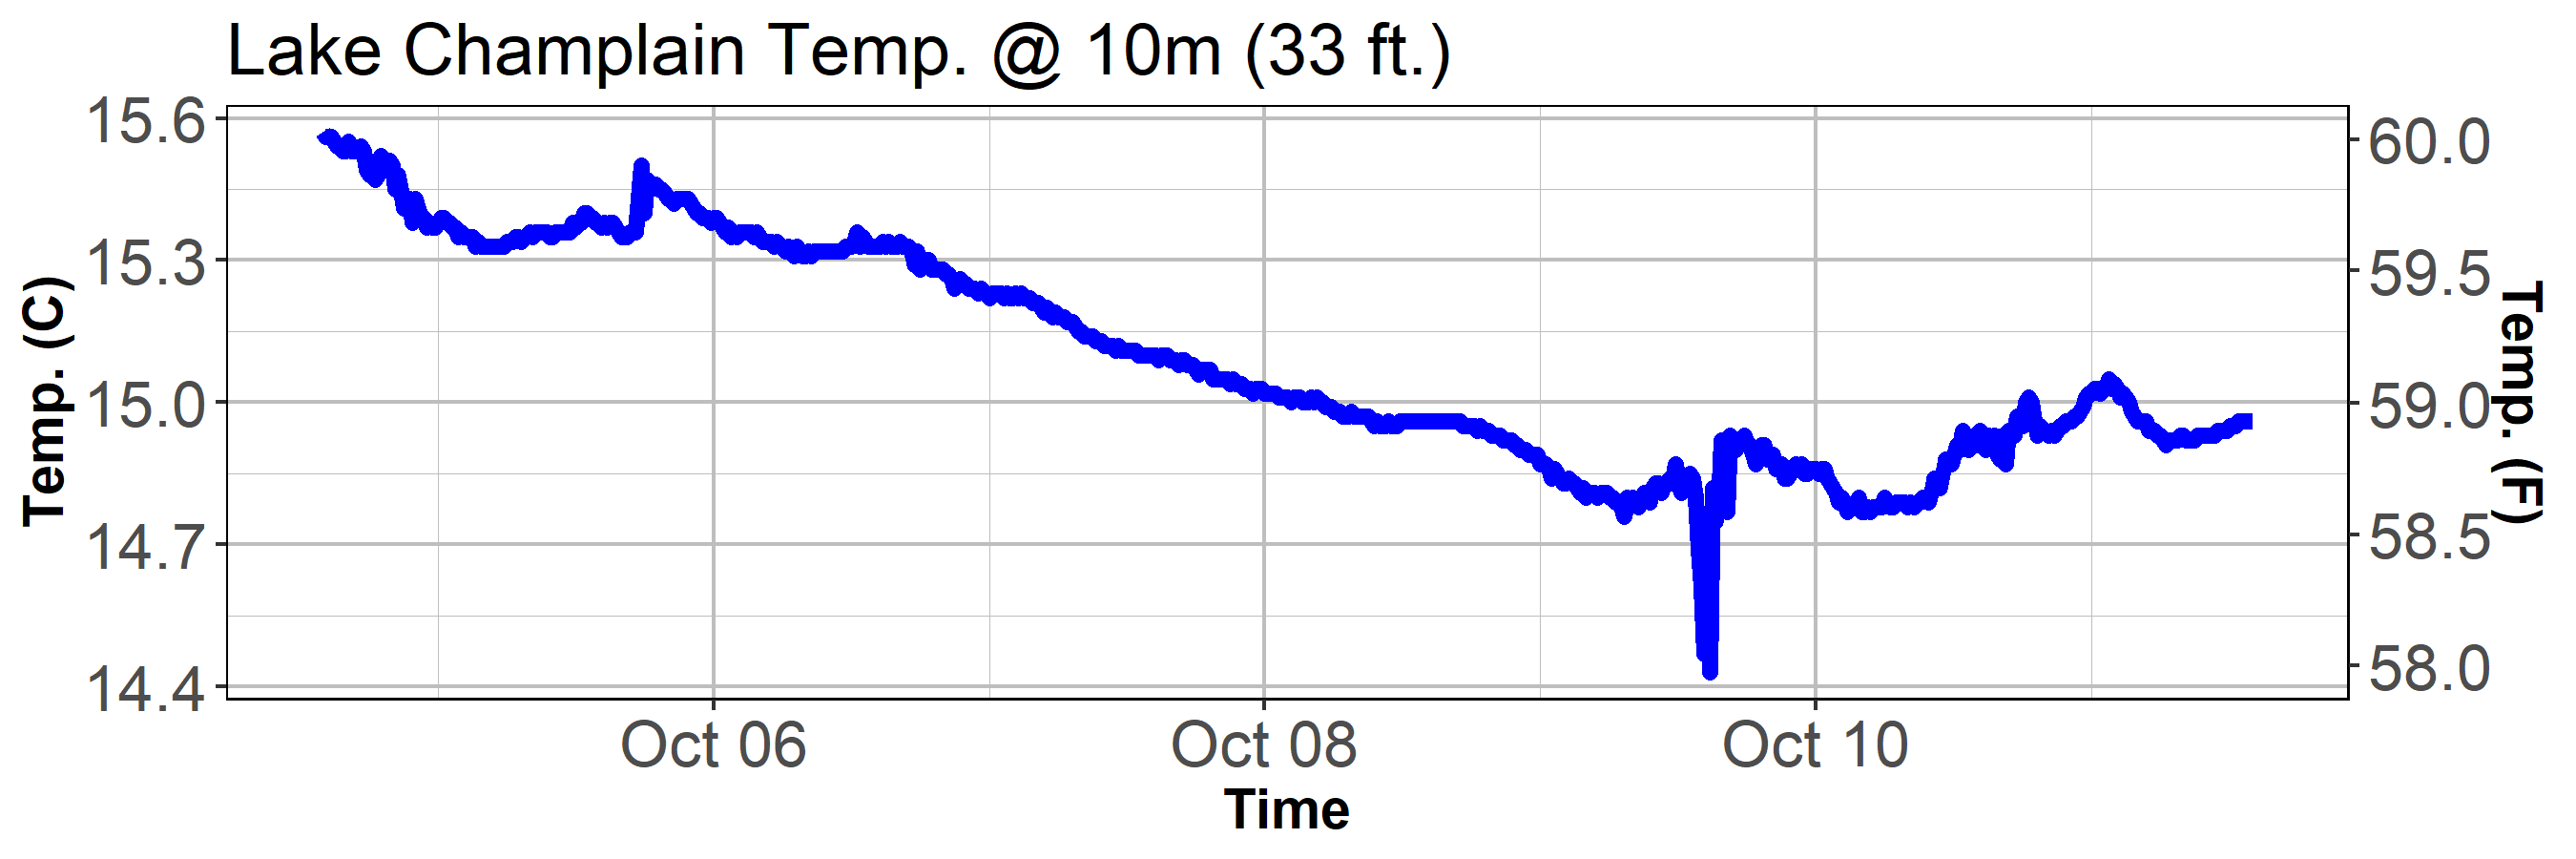 Lake Champlain Temp. @ 10m (33 ft.)
Temp. (C)
15.6
15.3
15.0
14.7
14.4
60.0
59.5
59.0
58.5
58.0
Temp. (F)
Oct 06 Oct 08 Oct 10
Time